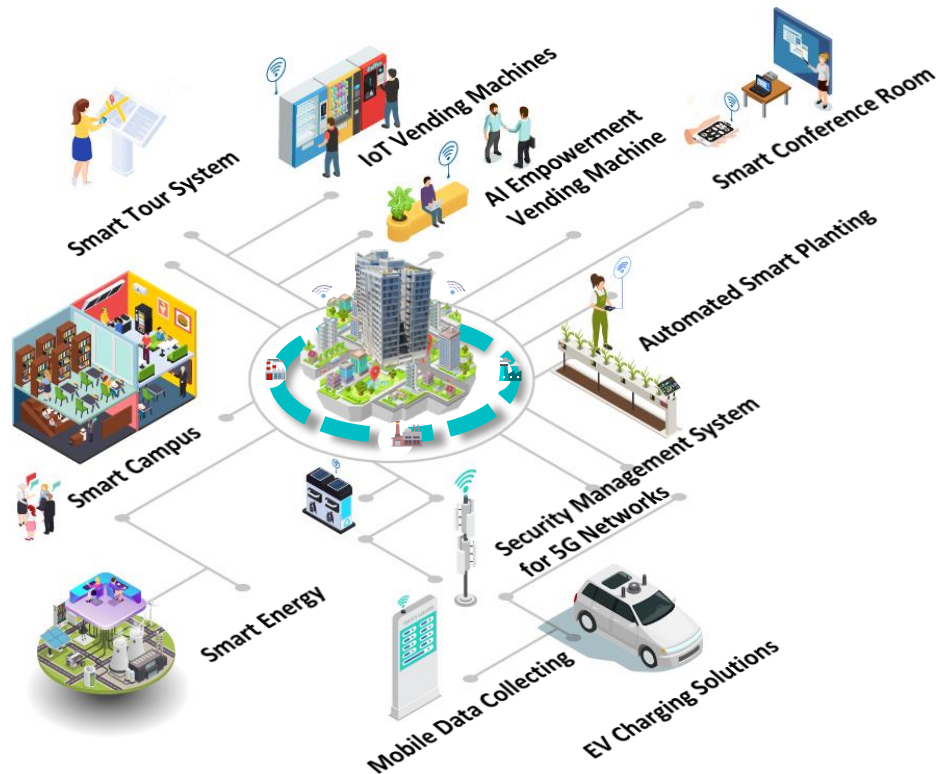 IoT Vending Machines
Smart Tour System
AI Empowerment
Vending Machine
Smart Conference Room
Automated Smart Planting
Smart Campus
Security Management System
for 5G Networks
Smart Energy
Mobile Data Collecting
EV Charging Solutions